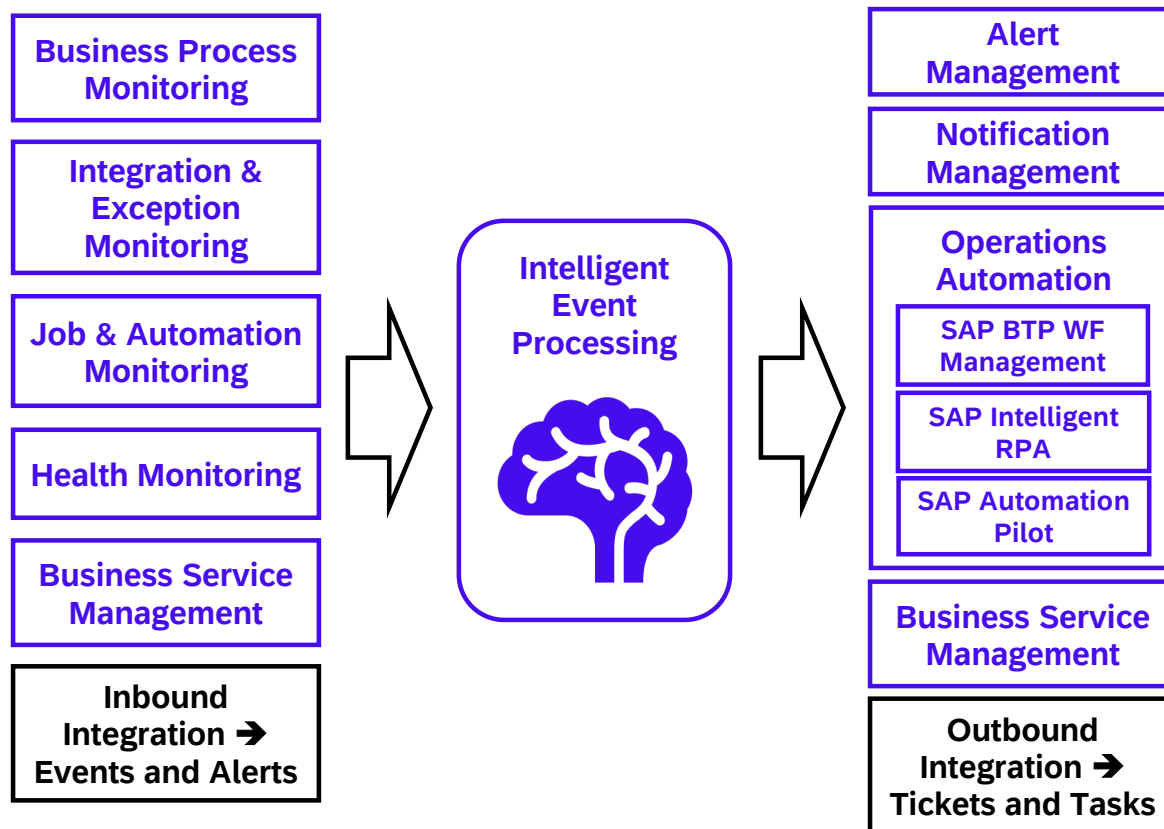 Business Process
Monitoring
Integration &
Exception
Monitoring
Job & Automation
Monitoring
Health Monitoring
Business Service
Management
Inbound
Integration ➔
Events and Alerts
Intelligent
Event
Processing
Alert
Management
Notification
Management
Operations
Automation
SAP BTP WF
Management
SAP Intelligent
RPA
SAP Automation
Pilot
Business Service
Management
Outbound
Integration ➔
Tickets and Tasks